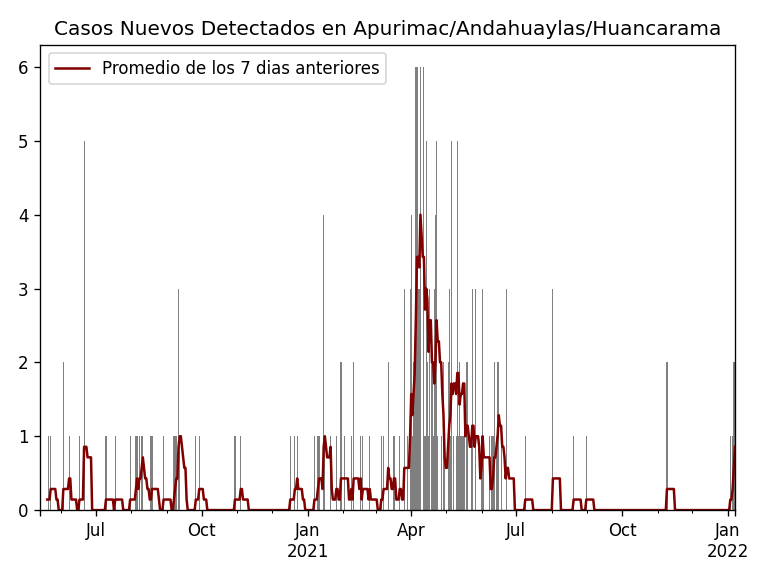 Casos Nuevos Detectados en Apurimac/Andahuaylas/Huancarama
Promedio de los 7 dias anteriores
6
5
4
3
2
1
0
Jul Oct Jan Apr Jul Oct Jan
2021 2022